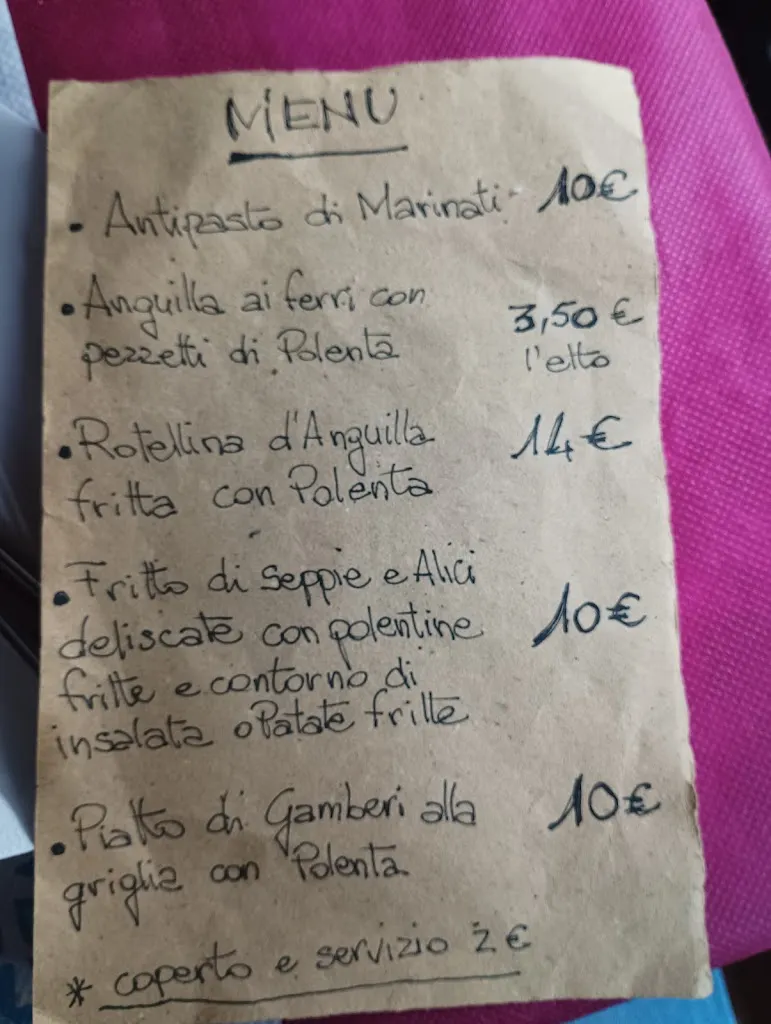 MENU
• Antipasto di Marinati 10€
• Anguilla ai ferri con
pezzetti di Polenta
3,50 €
l'etto
• Rotellina d'Anguilla 14 €
fritta con Polenta
• Fritto di seppie e Alici
deliscate con polentine 10€
fritte e contorno di
insalata o Patate fritte
• Piatto di Gamberi alla 10€
griglia con Polenta
* coperto e servizio 2 €